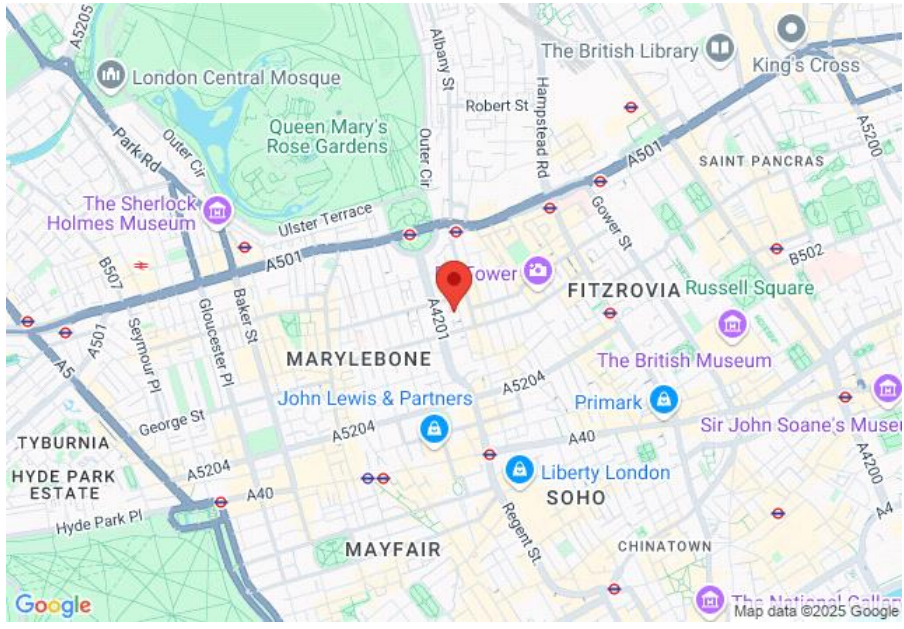 A5205
Albany St
The British Library
King's Cross
London Central Mosque
Robert St
Hampstead Rd
Outer Cir
Queen Mary's
Rose Gardens
Outer Cir
A501
A5200
Park Rd
SAINT PANCRAS
The Sherlock
Holmes Museum
Ulster Terrace
Gower St
B502
A501
B507
Tower
FITZROVIA
Russell Square
A4201
Baker St
Gloucester Pl
Seymour Pl
A501
A5
The British Museum
MARYLEBONE
A5204
John Lewis & Partners
Primark
George St
A5204
A40
Sir John Soane's Muse
TYBURNIA
HYDE PARK
ESTATE
A5204
A40
Liberty London
A4200
SOHO
Hyde Park Pl
Regent St.
A4
MAYFAIR
CHINATOWN
Google
The National Galler
Map data ©2025 Google